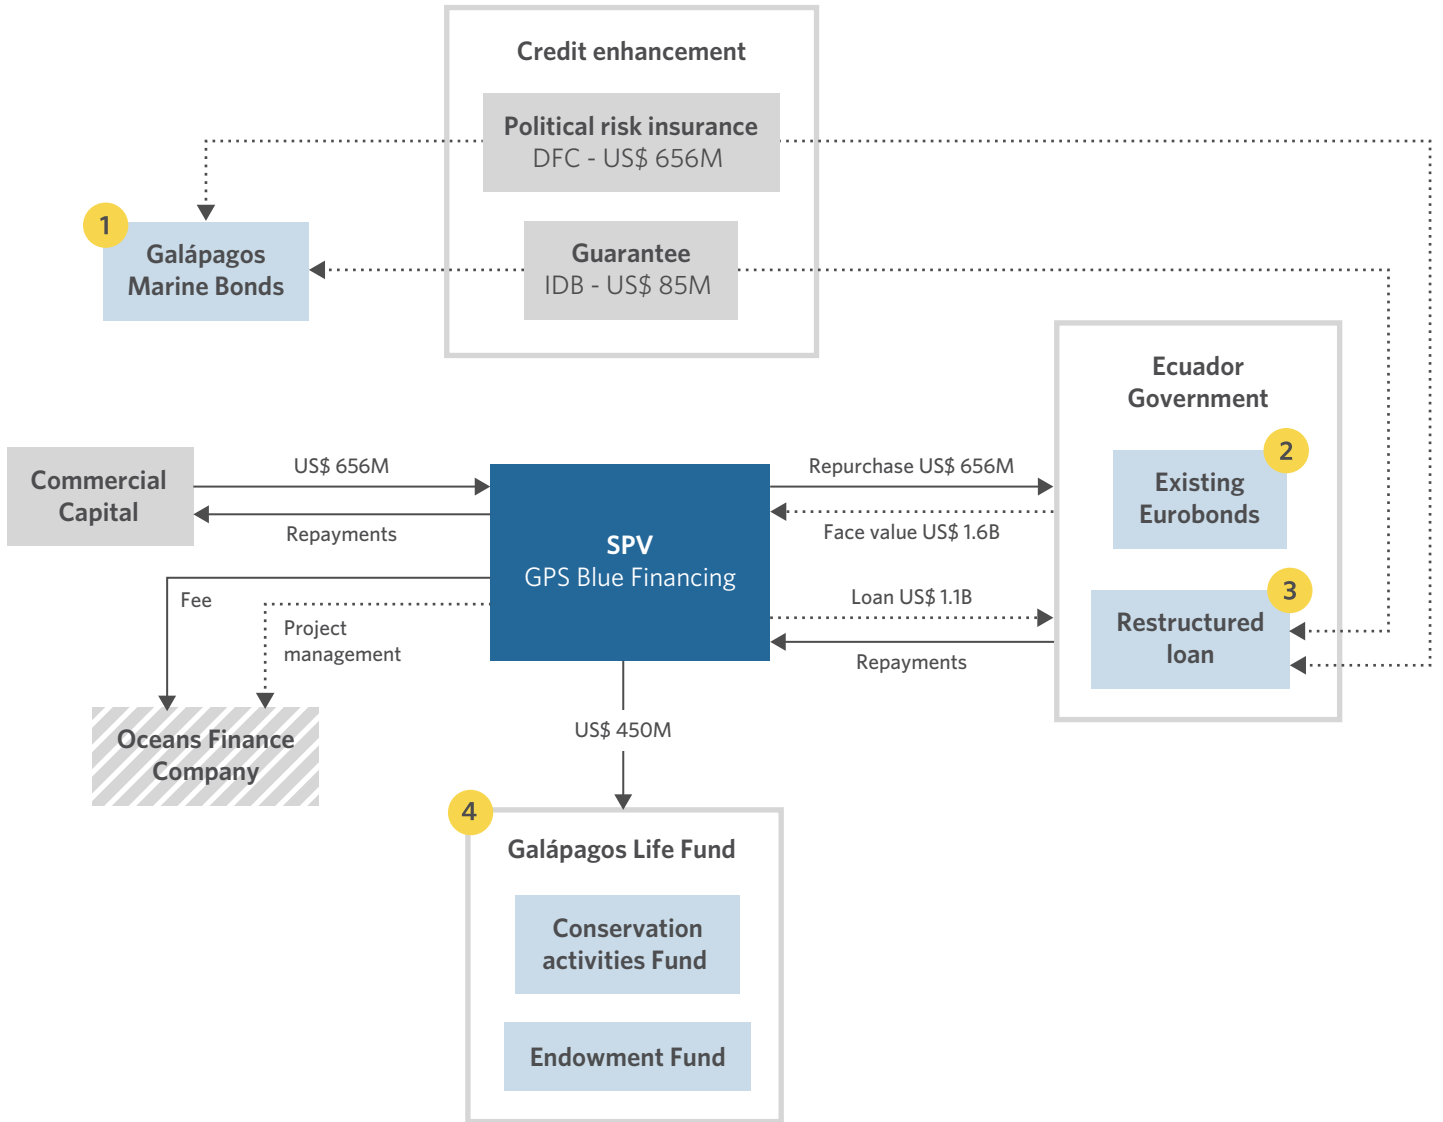 Credit enhancement
Political risk insurance
DFC - US$ 656M
1
Galápagos
Marine Bonds
Guarantee
IDB - US$ 85M
Ecuador
Government
2
Existing
Eurobonds
3
Restructured
loan
Commercial
Capital
US$ 656M
Repayments
SPV
GPS Blue Financing
Repurchase US$ 656M
Face value US$ 1.6B
Loan US$ 1.1B
Repayments
Fee
Project
management
Oceans Finance
Company
US$ 450M
4
Galápagos Life Fund
Conservation
activities Fund
Endowment Fund